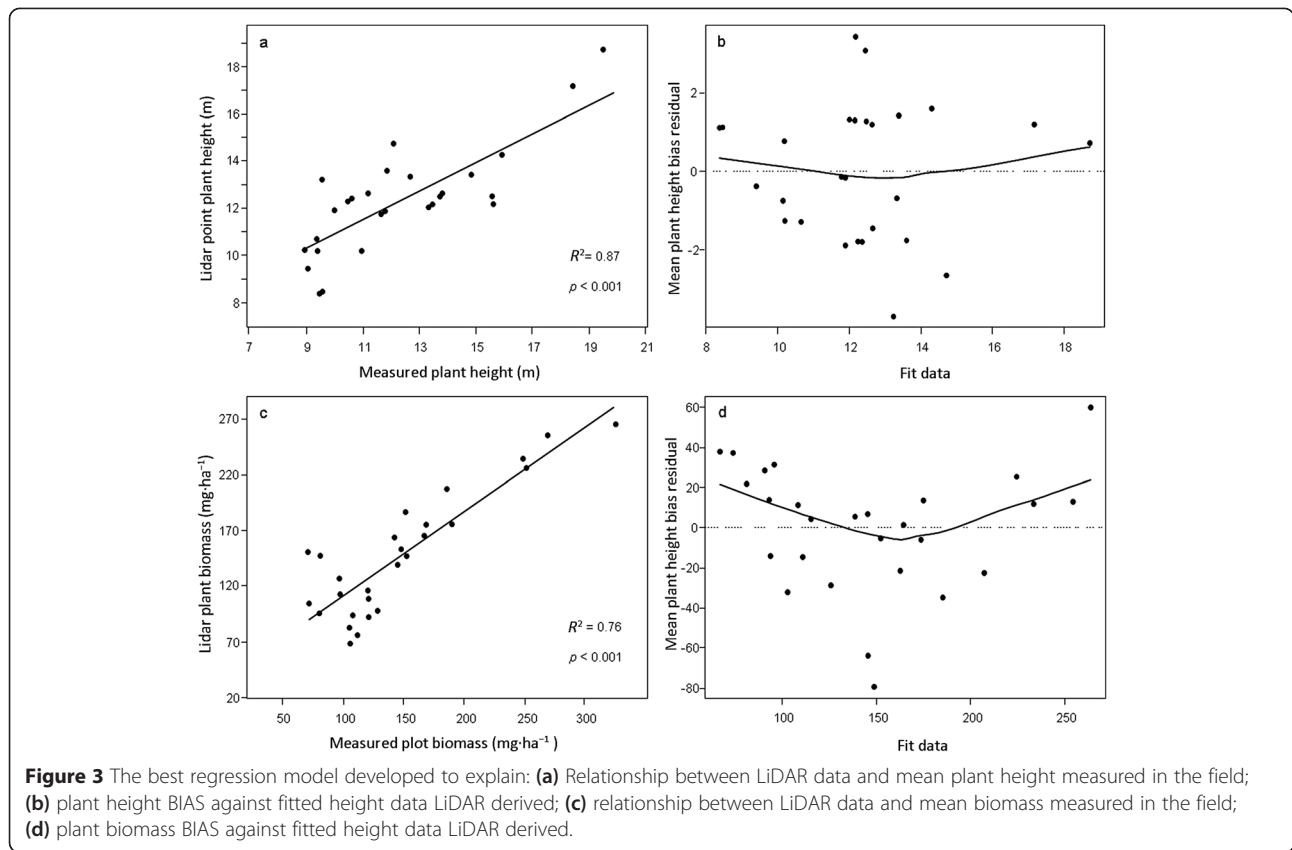 a
Lidar point plant height (m)
18
16
14
12
10
8
R² = 0.87
p < 0.001
7 9 11 13 15 17 19 21
Measured plant height (m)
b
Mean plant height bias residual
2
0
-2
8 10 12 14 16 18
Fit data
c
Lidar plant biomass (mg·ha⁻¹)
270
220
170
120
70
20
R² = 0.76
p < 0.001
50 100 150 200 250 300
Measured plot biomass (mg·ha⁻¹ )
d
Mean plant height bias residual
60
40
20
0
-20
-40
-60
-80
100 150 200 250
Fit data
Figure 3 The best regression model developed to explain: (a) Relationship between LiDAR data and mean plant height measured in the field;
(b) plant height BIAS against fitted height data LiDAR derived; (c) relationship between LiDAR data and mean biomass measured in the field;
(d) plant biomass BIAS against fitted height data LiDAR derived.